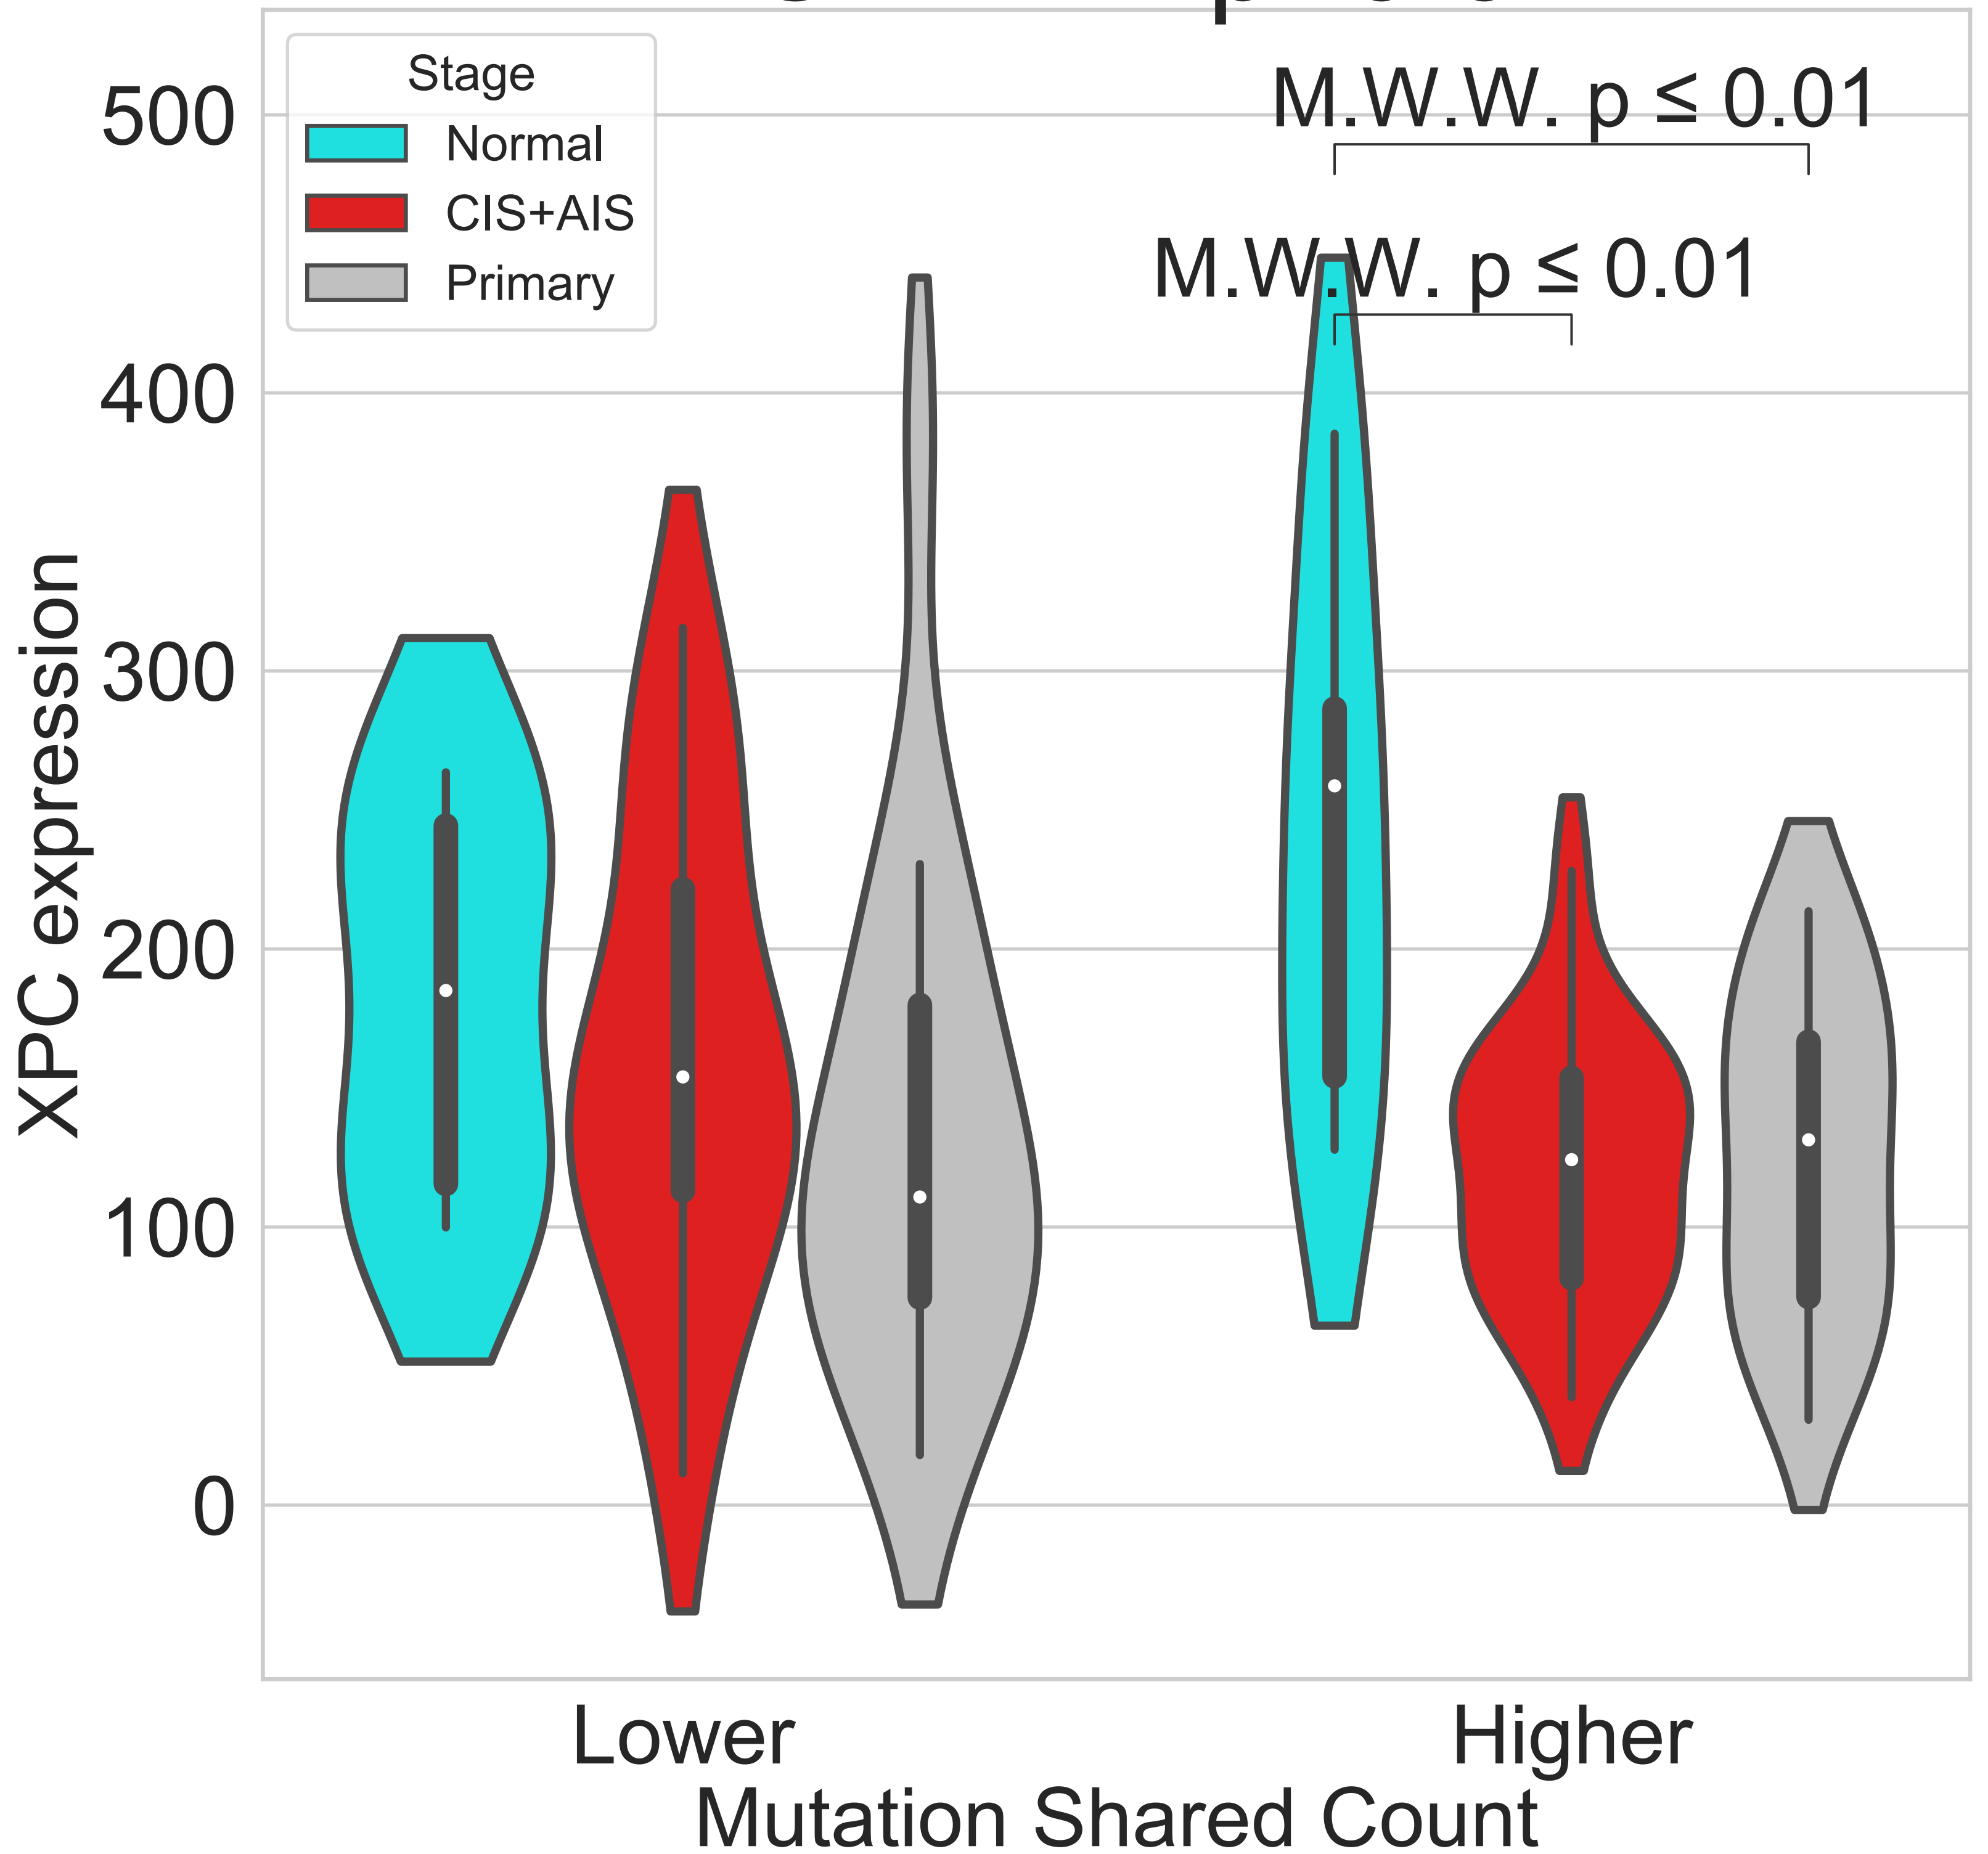 Stage
Normal
CIS+AIS
Primary
M.W.W. p ≤ 0.01
M.W.W. p ≤ 0.01
500
400
300
200
100
0
XPC expression
Lower
Higher
Mutation Shared Count